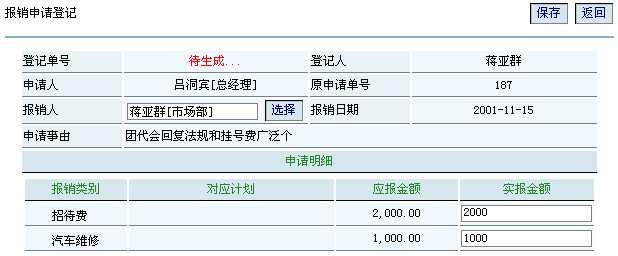 报销申请登记 保存 返回
登记单号 待生成... 登记人 蒋亚群
申请人 吕洞宾[总经理] 原申请单号 187
报销人 蒋亚群[市场部] 选择 报销日期 2001-11-15
申请事由 团代会回复法规和挂号费广泛个
申请明细
报销类别 对应计划 应报金额 实报金额
招待费 2,000.00 2000
汽车维修 1,000.00 1000